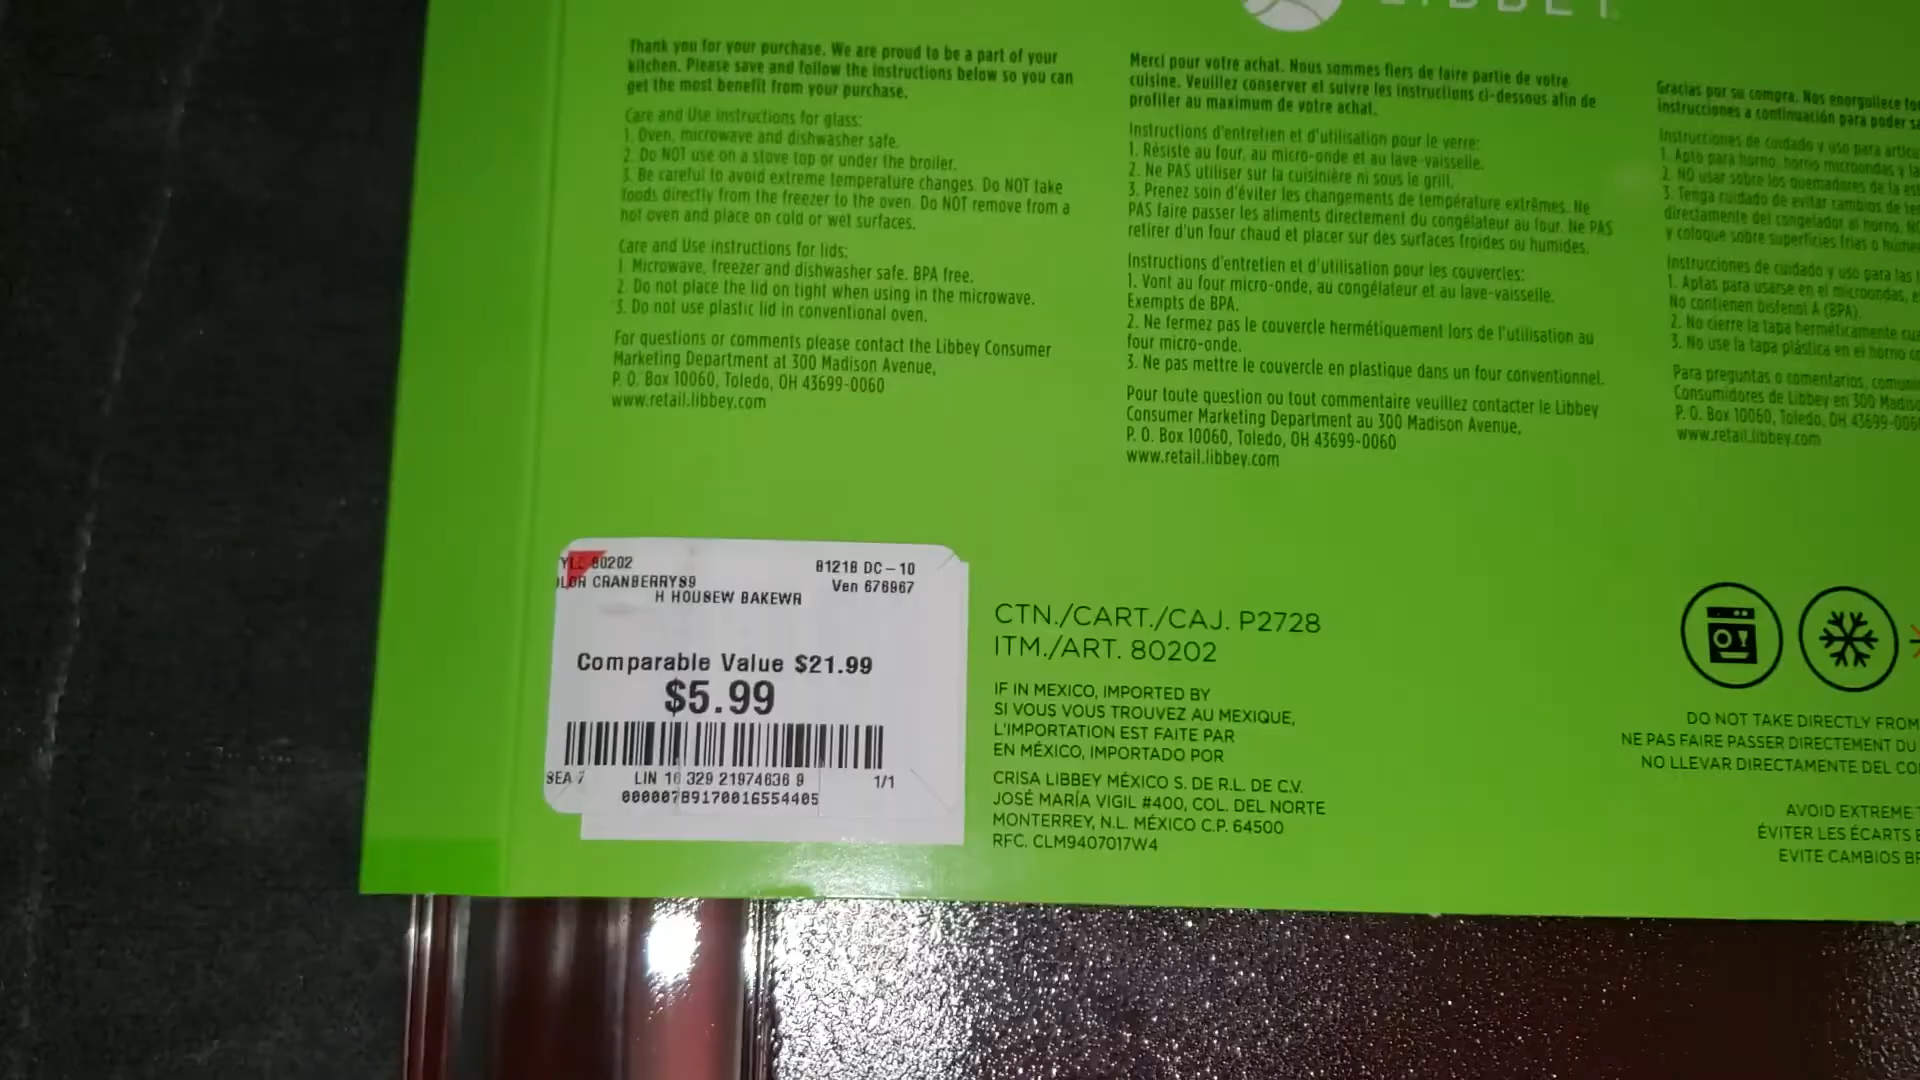 LIBBEY
Thank you for your purchase. We are proud to be a part of your
kitchen. Please save and follow the instructions below so you can
get the most benefit from your purchase.
Care and Use instructions for glass:
1. Oven, microwave and dishwasher safe.
2. Do NOT use on a stove top or under the broiler.
3. Be careful to avoid extreme temperature changes. Do NOT take
foods directly from the freezer to the oven. Do NOT remove from a
hot oven and place on cold or wet surfaces.
Care and Use instructions for lids:
1. Microwave, freezer and dishwasher safe. BPA free.
2. Do not place the lid on tight when using in the microwave.
3. Do not use plastic lid in conventional oven.
For questions or comments please contact the Libbey Consumer
Marketing Department at 300 Madison Avenue,
P. O. Box 10060, Toledo, OH 43699-0060
www.retail.libbey.com
Merci pour votre achat. Nous sommes fiers de faire partie de votre
cuisine. Veuillez conserver et suivre les instructions ci-dessous afin de
profiter au maximum de votre achat.
Instructions d'entretien et d'utilisation pour le verre:
1. Résiste au four, au micro-onde et au lave-vaisselle.
2. Ne PAS utiliser sur la cuisinière ni sous le gril.
3. Prenez soin d'éviter les changements de température extrêmes. Ne
PAS faire passer les aliments directement du congélateur au four. Ne PAS
retirer d'un four chaud et placer sur des surfaces froides ou humides.
Instructions d'entretien et d'utilisation pour les couvercles:
1. Vont au four micro-onde, au congélateur et au lave-vaisselle.
Exempts de BPA.
2. Ne fermez pas le couvercle hermétiquement lors de l'utilisation au
four micro-onde.
3. Ne pas mettre le couvercle en plastique dans un four conventionnel.
Pour toute question ou tout commentaire veuillez contacter le Libbey
Consumer Marketing Department au 300 Madison Avenue,
P. O. Box 10060, Toledo, OH 43699-0060
www.retail.libbey.com
Gracias por su compra. Nos enorgullece
instrucciones a continuación para poder
Instrucciones de cuidado y uso para
1. Apto para horno, horno microondas y
2. NO usar sobre los quemadores de la
3. Tenga cuidado de evitar cambios de
directamente del congelador al horno.
y coloque sobre superficies frías o
Instrucciones de cuidado y uso para las
1. Aptas para usarse en el microondas,
No contienen bisfenol A (BPA).
2. No cierre la tapa herméticamente
3. No use la tapa plástica en el horno
Para preguntas o comentarios,
Consumidores de Libbey en 300
P. O. Box 10060, Toledo, OH
www.retail.libbey.com
80202
CRANBERRY89
H HOUSEW BAKEWR
81218 DC-10
Ven 676967
Comparable Value $21.99
$5.99
SEA 7
LIN 16 329 21974636 9
1/1
00000789170016554405
CTN./CART./CAJ. P2728
ITM./ART. 80202
IF IN MEXICO, IMPORTED BY
SI VOUS VOUS TROUVEZ AU MEXIQUE,
L'IMPORTATION EST FAITE PAR
EN MÉXICO, IMPORTADO POR
CRISA LIBBEY MÉXICO S. DE R.L. DE C.V.
JOSÉ MARÍA VIGIL #400, COL. DEL NORTE
MONTERREY, N.L. MÉXICO C.P. 64500
RFC. CLM9407017W4
DO NOT TAKE DIRECTLY FROM
NE PAS FAIRE PASSER DIRECTEMENT DU
NO LLEVAR DIRECTAMENTE DEL
AVOID EXTREME
ÉVITER LES ÉCARTS
EVITE CAMBIOS